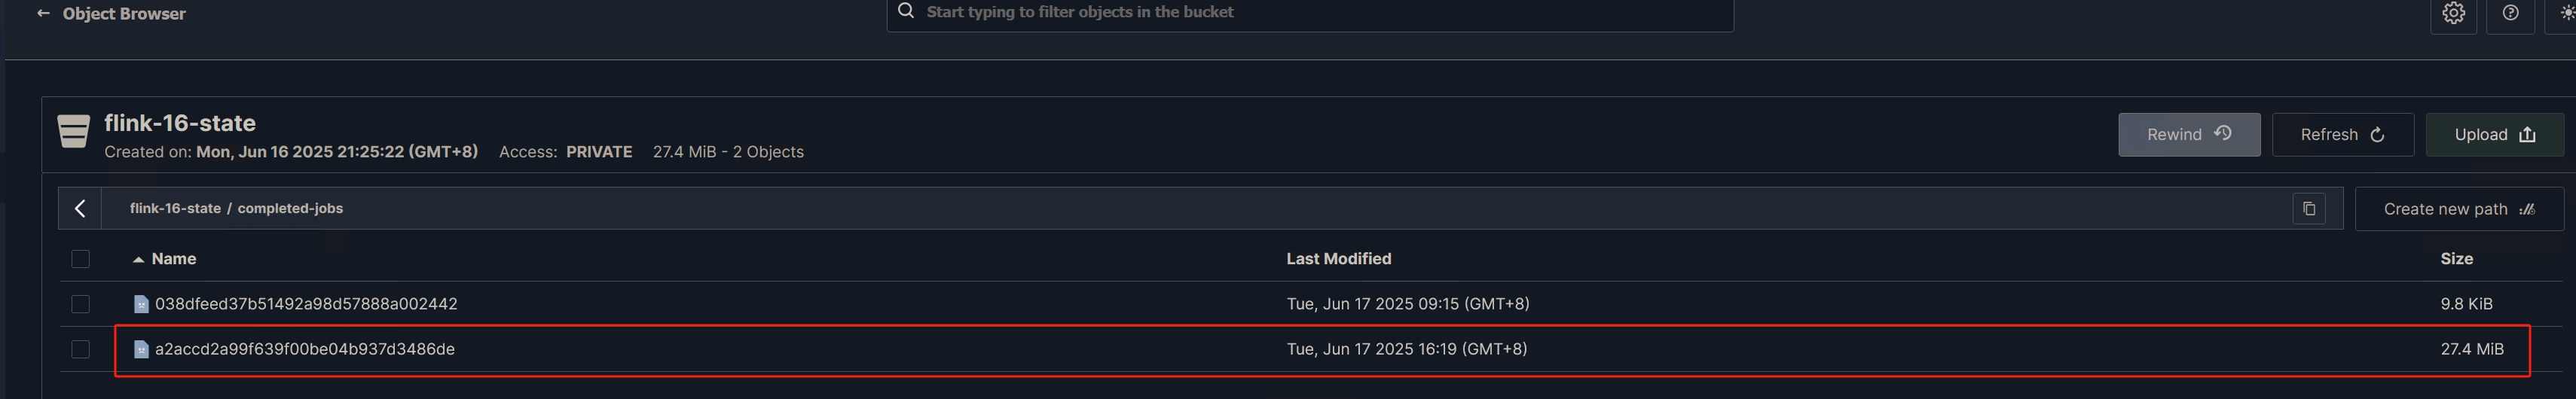 Object Browser
Start typing to filter objects in the bucket
flink-16-state
Created on: Mon, Jun 16 2025 21:25:22 (GMT+8) Access: PRIVATE 27.4 MiB - 2 Objects
Rewind
Refresh
Upload
flink-16-state / completed-jobs
Create new path
Name Last Modified Size
038dfeed37b51492a98d57888a002442 Tue, Jun 17 2025 09:15 (GMT+8) 9.8 KiB
a2accd2a99f639f00be04b937d3486de Tue, Jun 17 2025 16:19 (GMT+8) 27.4 MiB